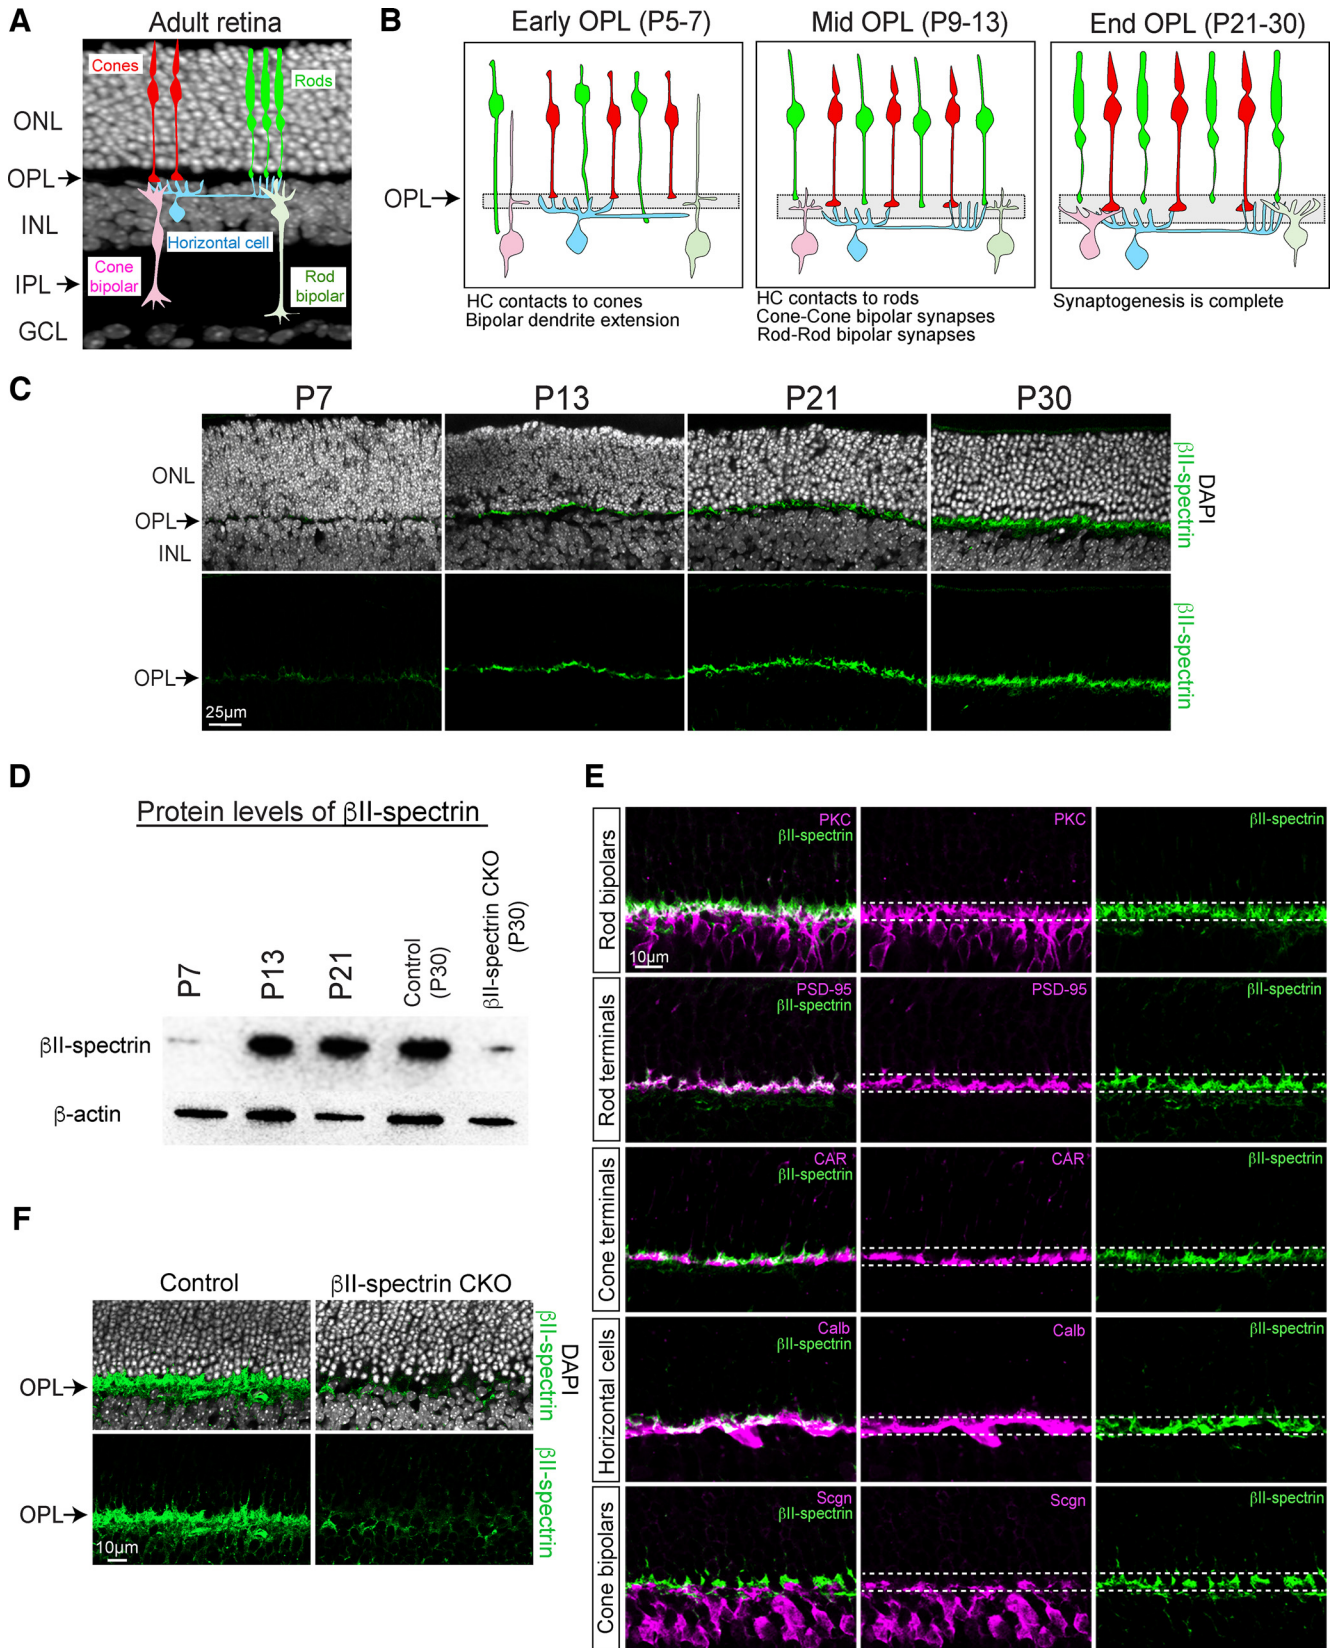 A
Adult retina
Cones
Rods
ONL
OPL
INL
IPL
GCL
Horizontal cell
Cone
bipolar
Rod
bipolar
B
Early OPL (P5-7)
Mid OPL (P9-13)
End OPL (P21-30)
OPL
HC contacts to cones
Bipolar dendrite extension
HC contacts to rods
Cone-Cone bipolar synapses
Rod-Rod bipolar synapses
Synaptogenesis is complete
C
P7
P13
P21
P30
ONL
OPL
INL
DAPI
βII-spectrin
OPL
25µm
βII-spectrin
D
Protein levels of βII-spectrin
P7
P13
P21
Control
(P30)
βII-spectrin CKO
(P30)
βII-spectrin
β-actin
E
Rod bipolars
PKC
βII-spectrin
PKC
βII-spectrin
10µm
Rod terminals
PSD-95
βII-spectrin
PSD-95
βII-spectrin
Cone terminals
CAR
βII-spectrin
CAR
βII-spectrin
Horizontal cells
Calb
βII-spectrin
Calb
βII-spectrin
Cone bipolars
Scgn
βII-spectrin
Scgn
βII-spectrin
F
Control
βII-spectrin CKO
OPL
DAPI
βII-spectrin
OPL
10µm
βII-spectrin